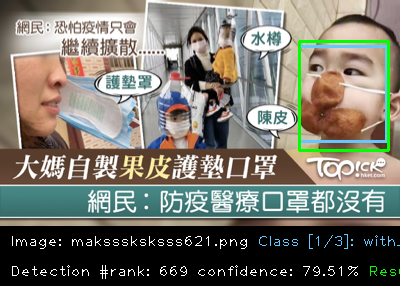 網民：恐怕疫情只會
繼續擴散......
護墊罩
水樽
陳皮
大媽自製果皮護墊口罩
TOPick
hket.com
網民：防疫醫療口罩都沒有
Image: maksssksksss621.png Class [1/3]: with_
Detection #rank: 669 confidence: 79.51% Res